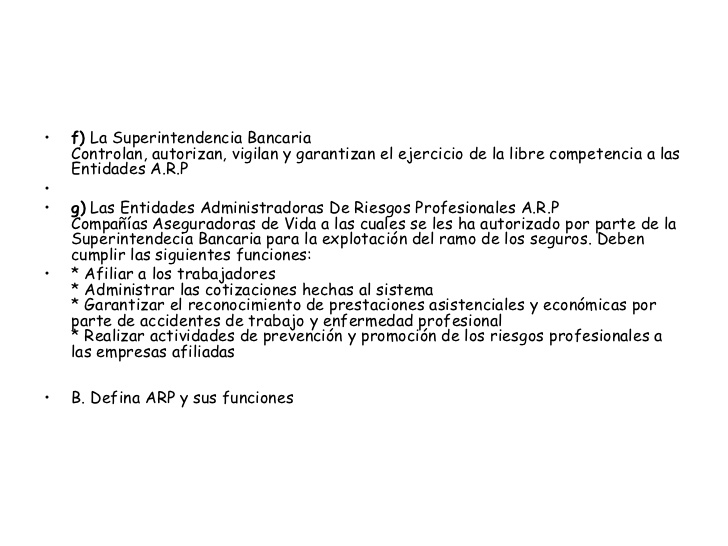 • f) La Superintendencia Bancaria
Controlan, autorizan, vigilan y garantizan el ejercicio de la libre competencia a las
Entidades A.R.P
•
• g) Las Entidades Administradoras De Riesgos Profesionales A.R.P
Compañías Aseguradoras de Vida a las cuales se les ha autorizado por parte de la
Superintendecia Bancaria para la explotación del ramo de los seguros. Deben
cumplir las siguientes funciones:
• * Afiliar a los trabajadores
* Administrar las cotizaciones hechas al sistema
* Garantizar el reconocimiento de prestaciones asistenciales y económicas por
parte de accidentes de trabajo y enfermedad profesional
* Realizar actividades de prevención y promoción de los riesgos profesionales a
las empresas afiliadas
• B. Defina ARP y sus funciones